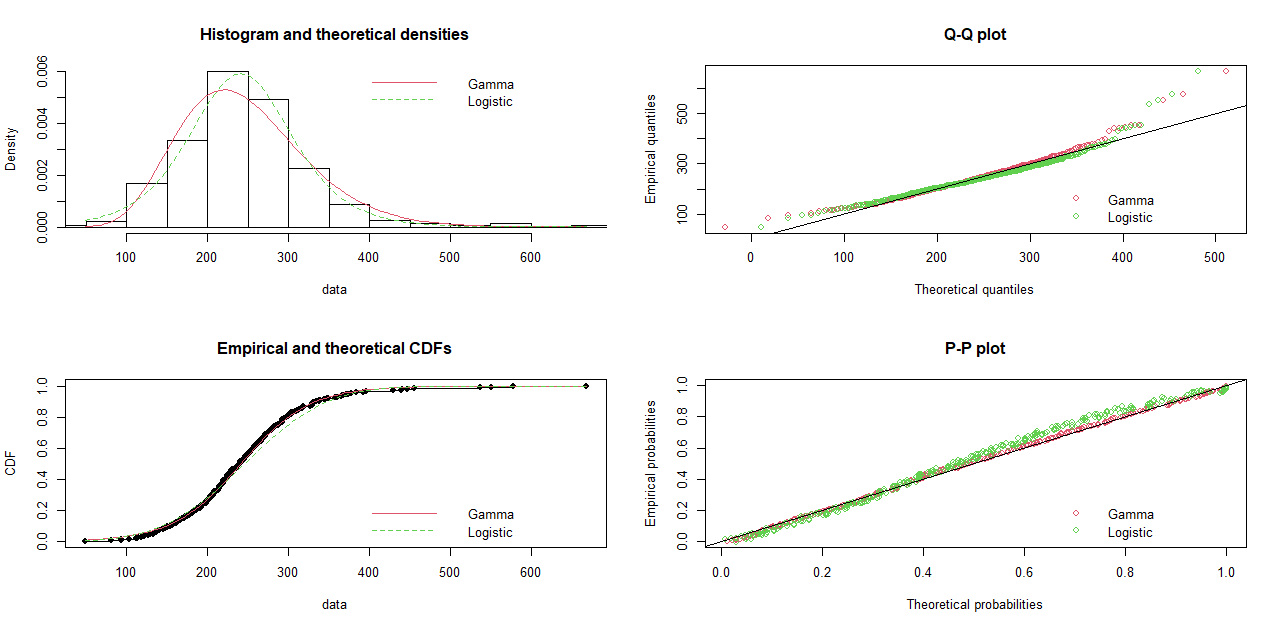 Histogram and theoretical densities
Density
0.000
0.002
0.004
0.006
Gamma
Logistic
100 200 300 400 500 600
data
Q-Q plot
Empirical quantiles
100
300
500
Gamma
Logistic
0 100 200 300 400 500
Theoretical quantiles
Empirical and theoretical CDFs
CDF
0.0
0.2
0.4
0.6
0.8
1.0
Gamma
Logistic
100 200 300 400 500 600
data
P-P plot
Empirical probabilities
0.0
0.2
0.4
0.6
0.8
1.0
Gamma
Logistic
0.0 0.2 0.4 0.6 0.8 1.0
Theoretical probabilities